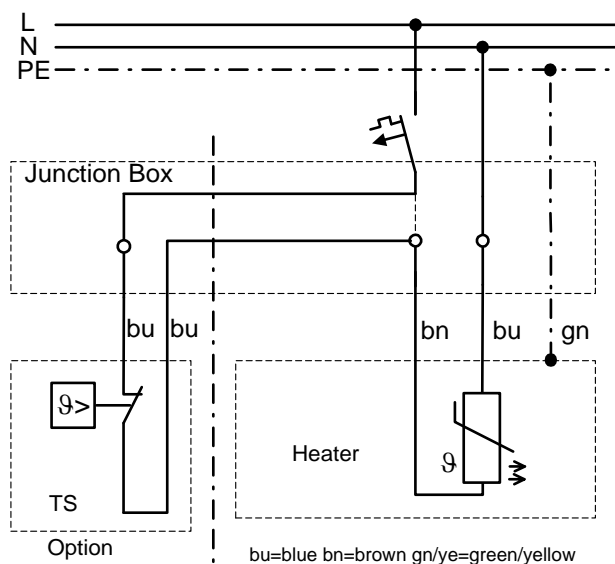 L
N
PE
Junction Box
bu bu bn bu gn
ϑ>
ϑ
Heater
TS
Option
bu=blue bn=brown gn/ye=green/yellow